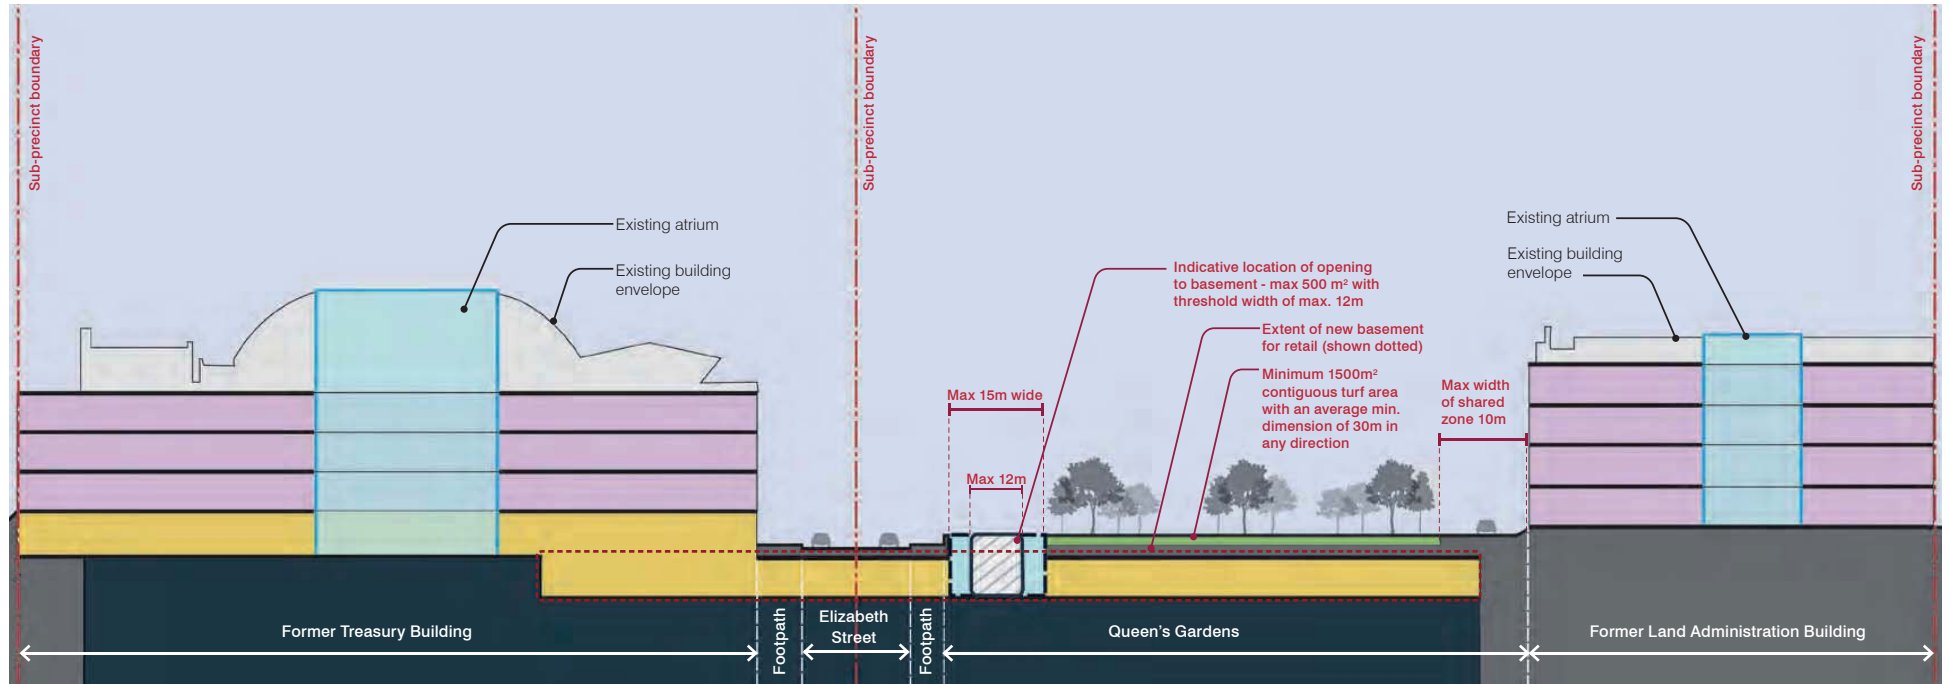 Sub-precinct boundary
Sub-precinct boundary
Sub-precinct boundary
Existing atrium
Existing building
envelope
Existing atrium
Existing building
envelope
Indicative location of opening
to basement - max 500 m² with
threshold width of max. 12m
Extent of new basement
for retail (shown dotted)
Minimum 1500m²
contiguous turf area
with an average min.
dimension of 30m in
any direction
Max width
of shared
zone 10m
Max 15m wide
Max 12m
Former Treasury Building
Footpath
Elizabeth
Street
Footpath
Queen's Gardens
Former Land Administration Building